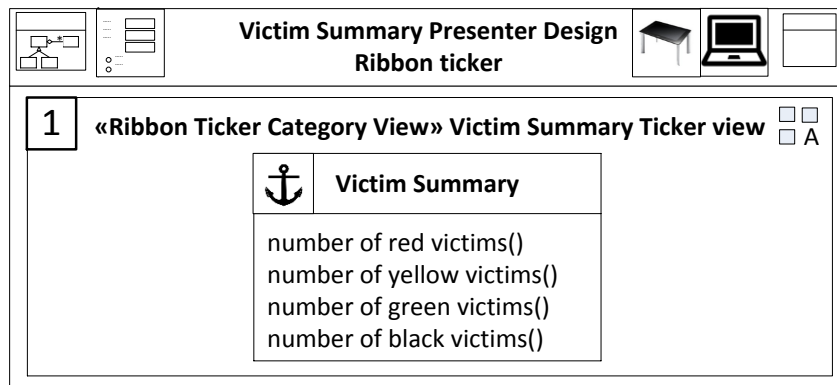 Victim Summary Presenter Design
Ribbon ticker
1
«Ribbon Ticker Category View» Victim Summary Ticker view
A
Victim Summary
number of red victims()
number of yellow victims()
number of green victims()
number of black victims()